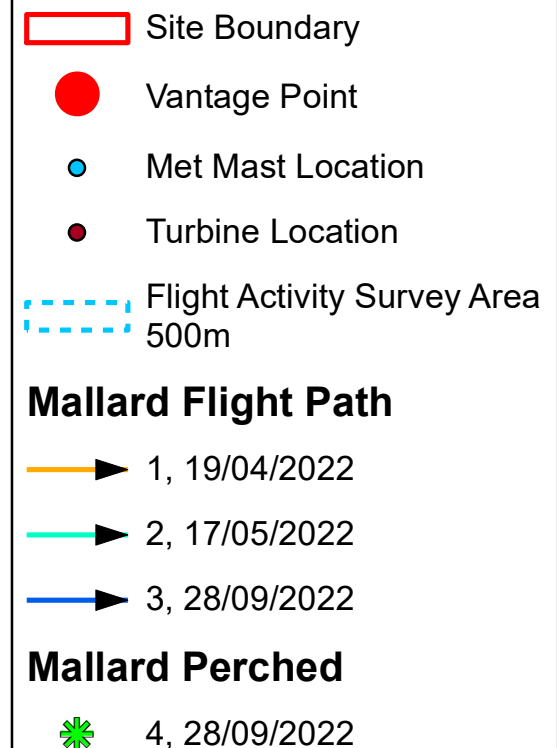 Site Boundary
Vantage Point
Met Mast Location
Turbine Location
Flight Activity Survey Area
500m
Mallard Flight Path
1, 19/04/2022
2, 17/05/2022
3, 28/09/2022
Mallard Perched
4, 28/09/2022